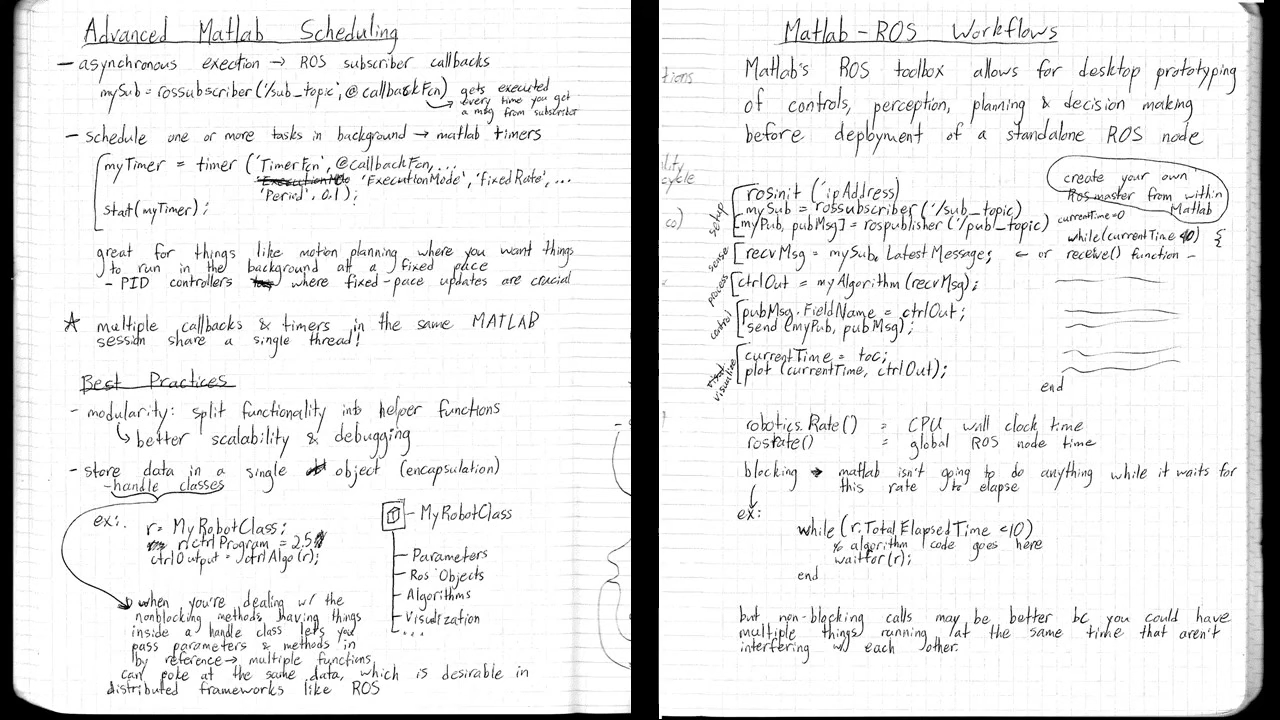 Advanced Matlab Scheduling
- asynchronous exection → ROS subscriber callbacks
mySub = rossubscriber('/sub_topic', @callbackFcn)
gets executed
every time you get
a msg from subscriber
- schedule one or more tasks in background → matlab timers
myTimer = timer ('TimerFcn', @callbackFcn, ...
'ExecutionMode', 'FixedRate', ...
'Period', 0.1);
start(myTimer);
great for things like motion planning where you want things
to run in the background at a fixed pace
- PID controllers where fixed-pace updates are crucial
★ multiple callbacks & timers in the same MATLAB
session share a single thread!
Best Practices
- modularity: split functionality into helper functions
↳ better scalability & debugging
- store data in a single object (encapsulation)
- handle classes
ex:
r = MyRobotClass;
r.ctrlProgram = 2.5
ctrlOutput = ctrlAlgo(r);
- MyRobotClass
- Parameters
- Ros Objects
- Algorithms
- Visulization
- ...
when you're dealing w/ the
nonblocking methods, having things
inside a handle class lets you
pass parameters & methods in
by reference → multiple functions
can poke at the same data, which is desirable in
distributed frameworks like ROS
Matlab - ROS Workflows
Matlab's ROS toolbox allows for desktop prototyping
of controls, perception, planning & decision making
before deployment of a standalone ROS node
create your own
Ros master from within
Matlab
setup
rosinit ('ipAddress)
mySub = rossubscriber ('/sub_topic)
[myPub, pubMsg] = rospublisher ('/pub_topic)
sense
recvMsg = mySub. LatestMessage; ← or receive() function -
process
ctrlOut = myAlgorithm (recvMsg);
control
pubMsg.FieldName = ctrlOut;
send (myPub, pubMsg);
visualize
currentTime = toc;
plot (currentTime, ctrlOut);
currentTime=0
while(currentTime <10) {
end
robotics.Rate() = CPU wall clock time
rosrate() = global ROS node time
blocking → matlab isn't going to do anything while it waits for
this rate to elapse
ex:
while (r.TotalElapsedTime <10)
% algorithm code goes here
waitfor(r);
end
but non-blocking calls may be better bc you could have
multiple things running at the same time that aren't
interfering w/ each other.